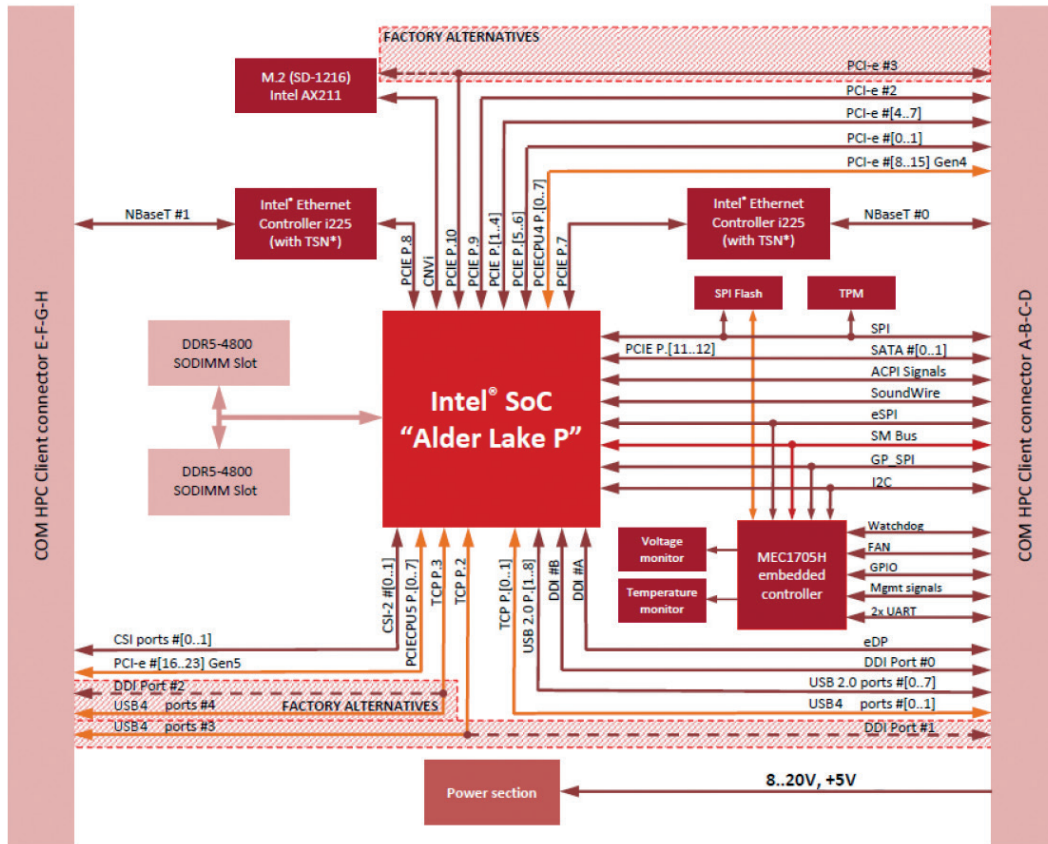 FACTORY ALTERNATIVES
M.2 (SD-1216)
Intel AX211
PCI-e #3
PCI-e #2
PCI-e #[4..7]
PCI-e #[0..1]
PCI-e #[8..15] Gen4
NBaseT #1
Intel® Ethernet
Controller i225
(with TSN*)
PCIE P.8
CNVi
PCIE P.10
PCIE P.9
PCIE P.[1..4]
PCIE P.[5..6]
PCIECPU4 P.[0..7]
PCIE P.7
Intel® Ethernet
Controller i225
(with TSN*)
NBaseT #0
COM HPC Client connector E-F-G-H
COM HPC Client connector A-B-C-D
SPI Flash
TPM
DDR5-4800
SODIMM Slot
DDR5-4800
SODIMM Slot
Intel® SoC
“Alder Lake P”
SPI
PCIE P.[11..12]
SATA #[0..1]
ACPI Signals
SoundWire
eSPI
SM Bus
GP_SPI
I2C
Voltage
monitor
Temperature
monitor
MEC1705H
embedded
controller
Watchdog
FAN
GPIO
Mgmt signals
2x UART
CSI-2 #[0..1]
PCIECPU5 P.[0..7]
TCP P.3
TCP P.2
TCP P.[0..1]
USB 2.0 P.[1..8]
DDI #B
DDI #A
CSI ports #[0..1]
PCI-e #[16..23] Gen5
DDI Port #2
USB4 ports #4
FACTORY ALTERNATIVES
USB4 ports #3
eDP
DDI Port #0
USB 2.0 ports #[0..7]
USB4 ports #[0..1]
DDI Port #1
Power section
8..20V, +5V